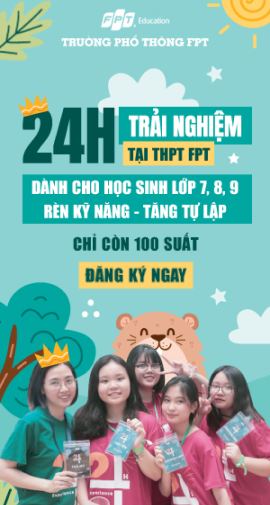 FPT Education
TRƯỜNG PHỔ THÔNG FPT
24H
TRẢI NGHIỆM
TẠI THPT FPT
DÀNH CHO HỌC SINH LỚP 7, 8, 9
RÈN KỸ NĂNG - TĂNG TỰ LẬP
CHỈ CÒN 100 SUẤT
ĐĂNG KÝ NGAY